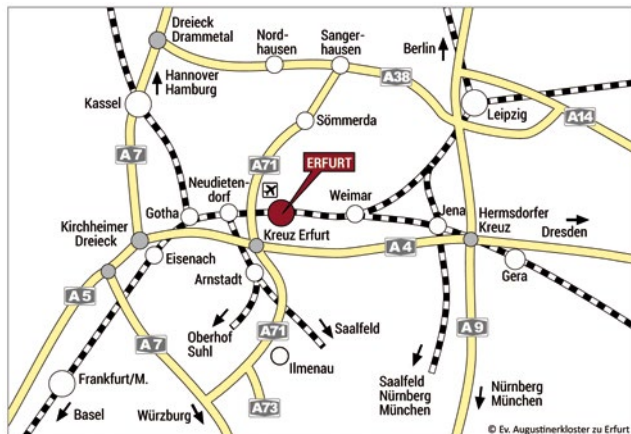 Dreieck
Drammetal
Nord-
hausen
Sanger-
hausen
Berlin
Hannover
Hamburg
A38
Kassel
Leipzig
A14
Sömmerda
A7
A71
ERFURT
Neudieten-
dorf
Weimar
Gotha
Jena
Hermsdorfer
Kreuz
Dresden
Kirchheimer
Dreieck
Kreuz Erfurt
A4
Eisenach
Arnstadt
Gera
A5
A7
Oberhof
Suhl
A71
Saalfeld
A9
Ilmenau
Frankfurt/M.
Saalfeld
Nürnberg
München
Nürnberg
München
Basel
Würzburg
A73
© Ev. Augustinerkloster zu Erfurt